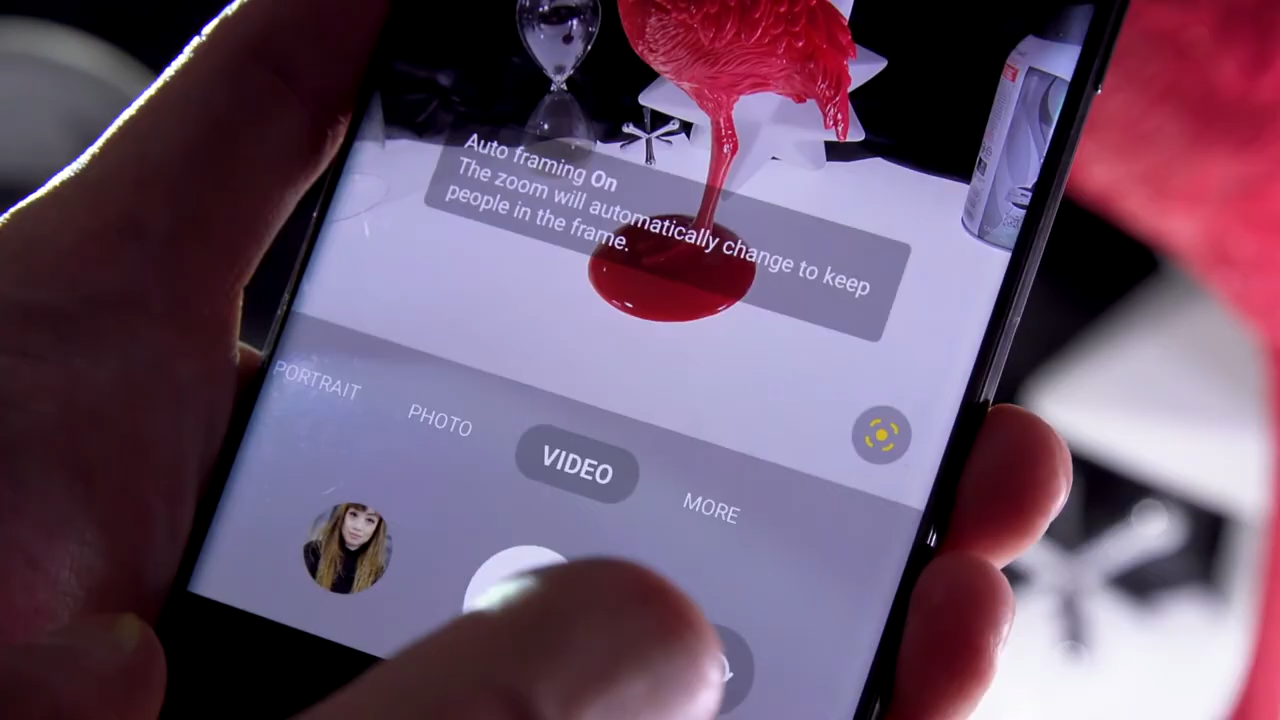 Auto framing On
The zoom will automatically change to keep
people in the frame.
PORTRAIT
PHOTO
VIDEO
MORE